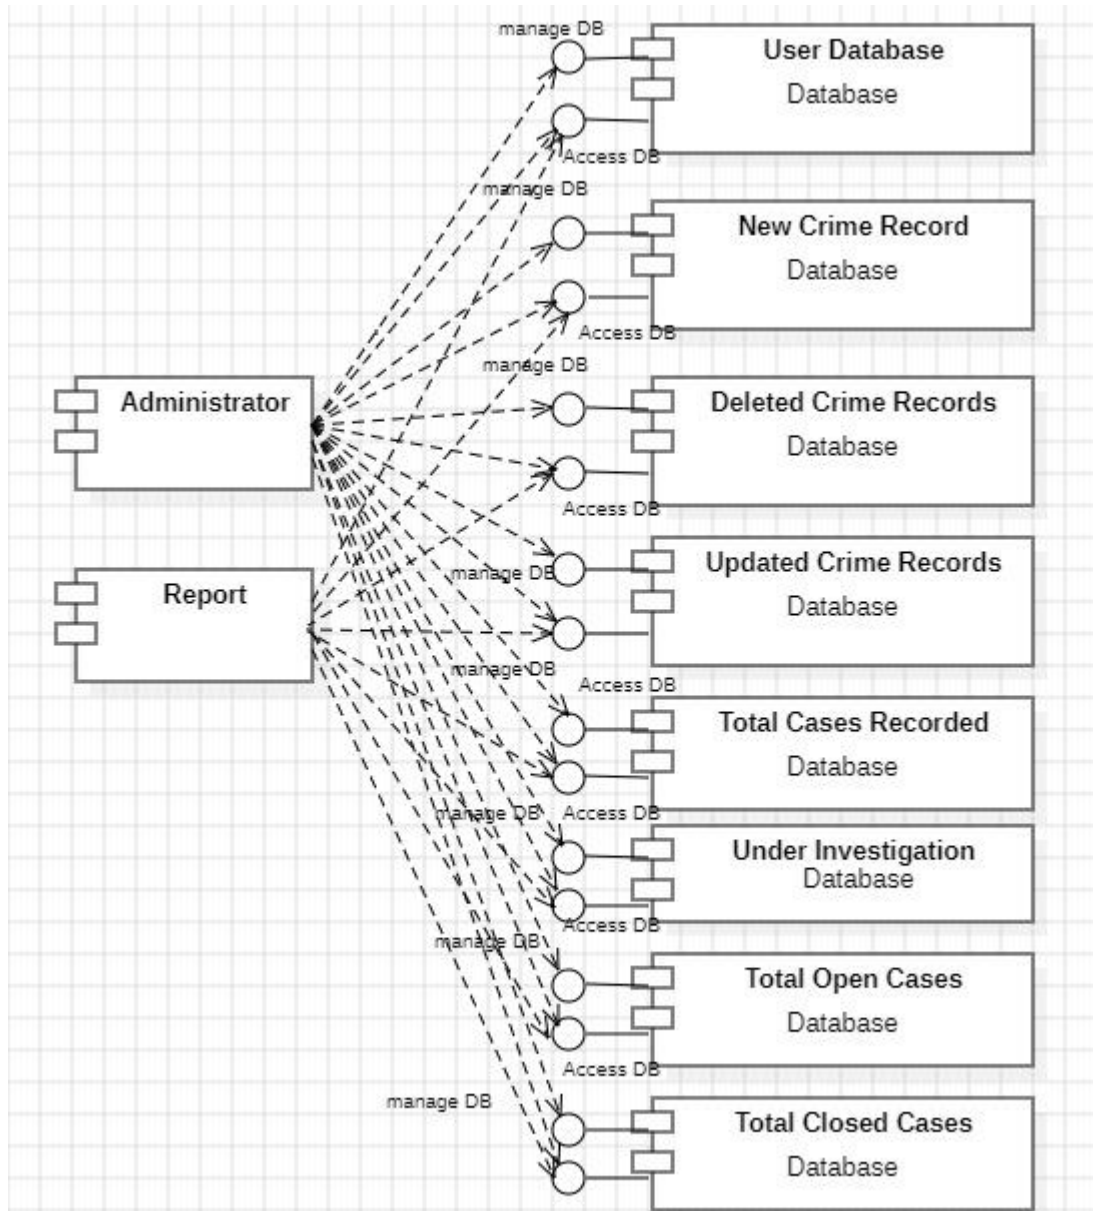 manage DB
User Database
Database
Access DB
manage DB
New Crime Record
Database
Access DB
manage DB
Administrator
Deleted Crime Records
Database
Access DB
Updated Crime Records
manage DB
Report
Database
manage DB
Access DB
Total Cases Recorded
Database
manage DB
Access DB
Under Investigation
Database
Access DB
manage DB
Total Open Cases
Database
Access DB
manage DB
Total Closed Cases
Database